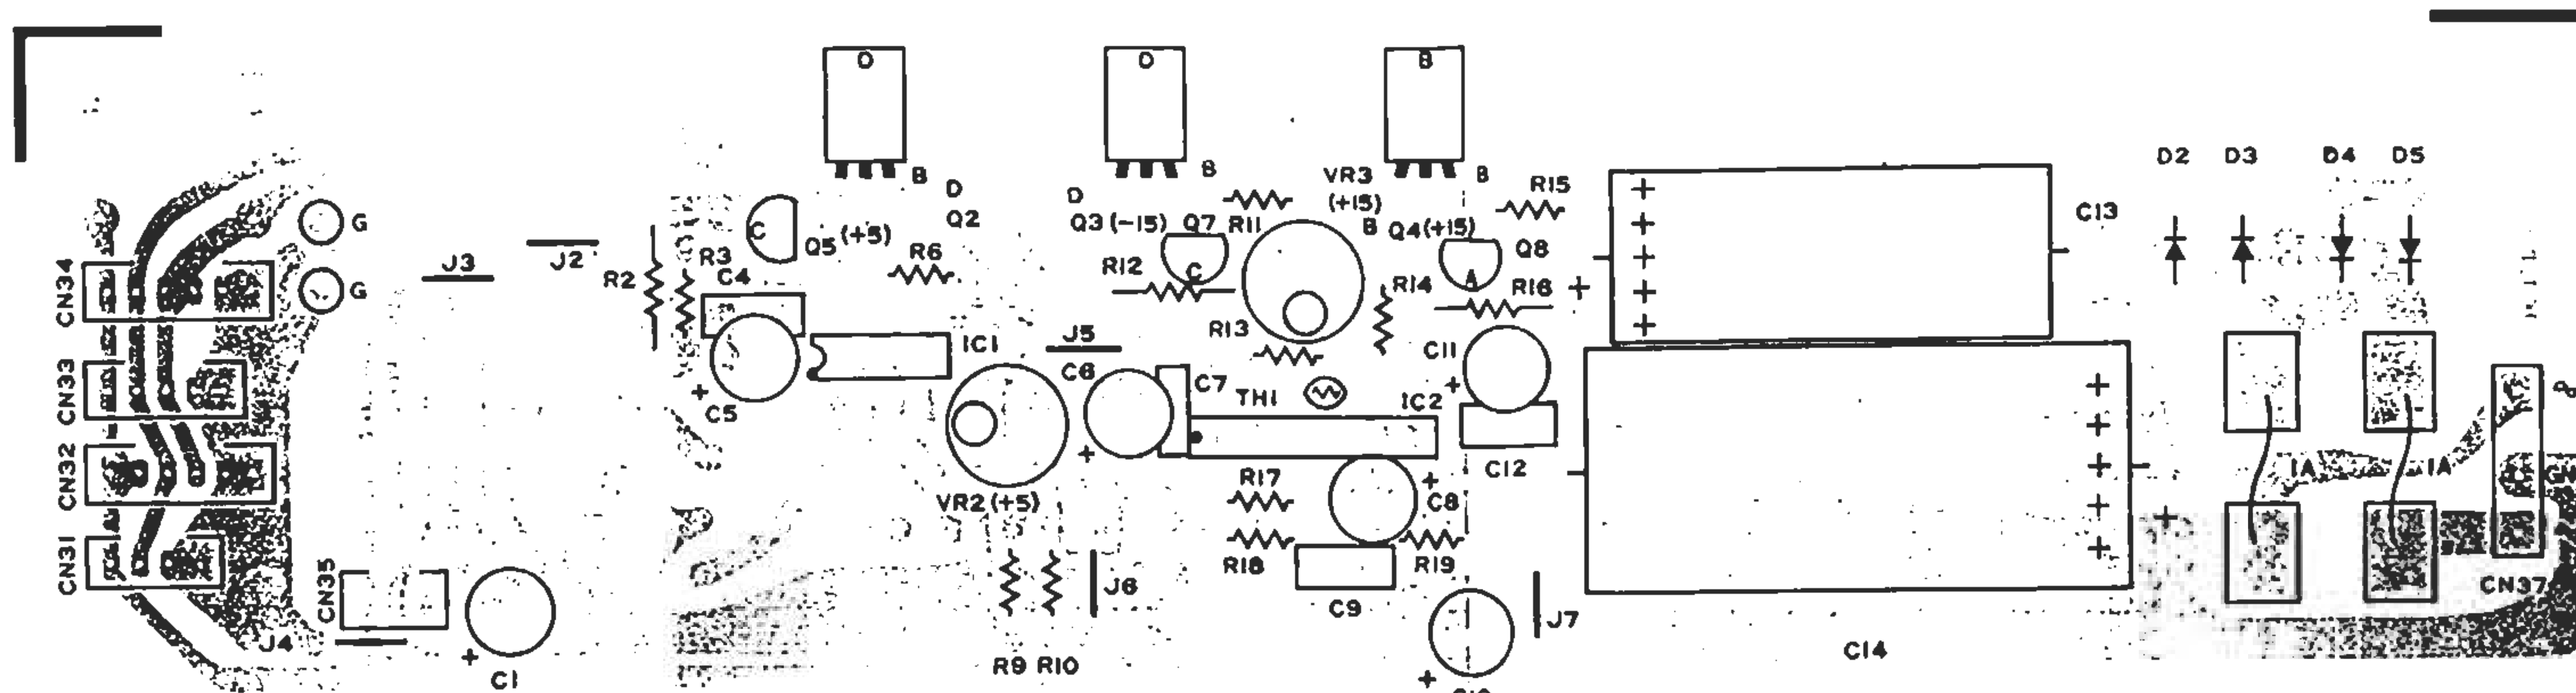 D
D
B
B
B
B
D
D
VR3
(+15)
R15
D2
D3
D4
D5
G
G
C
Q5 (+5)
Q2
Q3 (-15)
Q7
R11
B
Q4(+15)
Q8
C13
CN34
J3
J2
R2
R3
C4
R6
R12
C
A
R14
R16
+
+
+
+
+
+
R13
C11
+
J5
IC1
C6
C7
TH1
IC2
CN33
+
C5
+
C12
CN32
VR2 (+5)
R17
+
C8
+
+
+
+
+
+
1A
1A
CN31
CN35
J4
+
C1
R9 R10
J6
R18
R19
C9
+
J7
C14
CN37